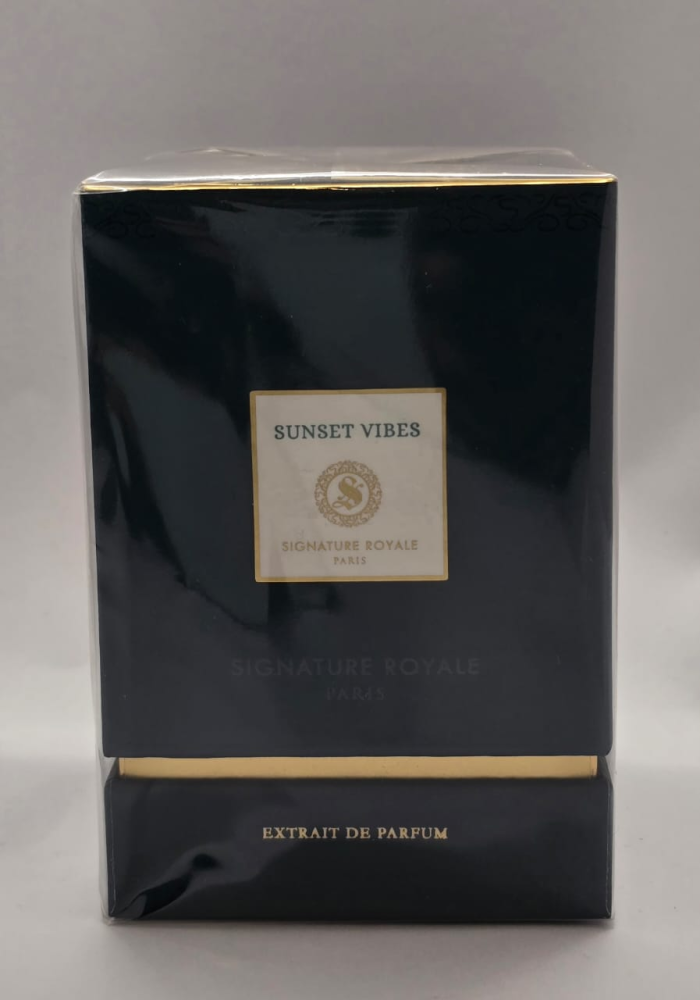 SUNSET VIBES
S
SIGNATURE ROYALE
PARIS
SIGNATURE ROYALE
PARIS
EXTRAIT DE PARFUM